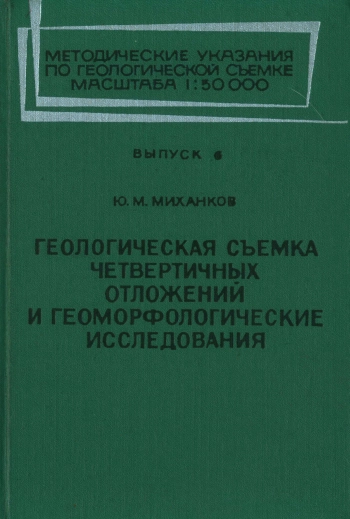 МЕТОДИЧЕСКИЕ УКАЗАНИЯ
ПО ГЕОЛОГИЧЕСКОЙ СЪЕМКЕ
МАСШТАБА 1:50 000
ВЫПУСК 6
Ю. М. МИХАНКОВ
ГЕОЛОГИЧЕСКАЯ СЪЕМКА
ЧЕТВЕРТИЧНЫХ
ОТЛОЖЕНИЙ
И ГЕОМОРФОЛОГИЧЕСКИЕ
ИССЛЕДОВАНИЯ